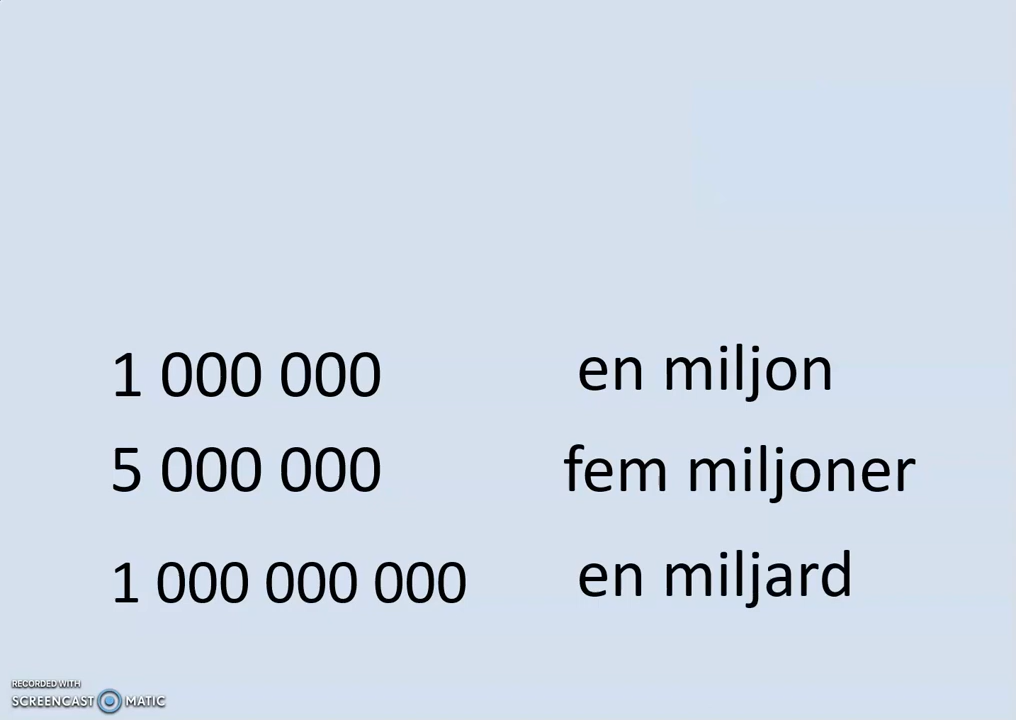 1 000 000 en miljon
5 000 000 fem miljoner
1 000 000 000 en miljard
RECORDED WITH
SCREENCAST MATIC